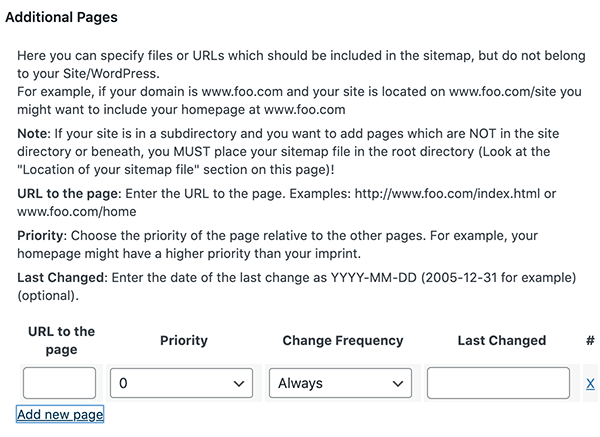 Additional Pages
Here you can specify files or URLs which should be included in the sitemap, but do not belong
to your Site/WordPress.
For example, if your domain is www.foo.com and your site is located on www.foo.com/site you
might want to include your homepage at www.foo.com
Note: If your site is in a subdirectory and you want to add pages which are NOT in the site
directory or beneath, you MUST place your sitemap file in the root directory (Look at the
"Location of your sitemap file" section on this page)!
URL to the page: Enter the URL to the page. Examples: http://www.foo.com/index.html or
www.foo.com/home
Priority: Choose the priority of the page relative to the other pages. For example, your
homepage might have a higher priority than your imprint.
Last Changed: Enter the date of the last change as YYYY-MM-DD (2005-12-31 for example)
(optional).
URL to the
page
Priority
Change Frequency
Last Changed
#
0
Always
X
Add new page